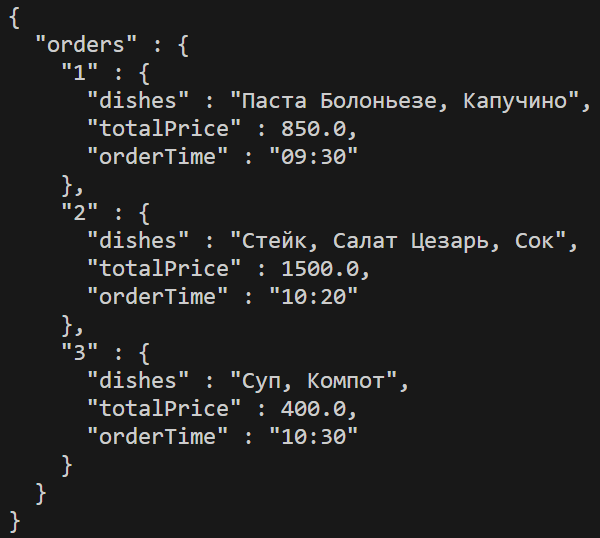 {
  "orders" : {
    "1" : {
      "dishes" : "Паста Болоньезе, Капучино",
      "totalPrice" : 850.0,
      "orderTime" : "09:30"
    },
    "2" : {
      "dishes" : "Стейк, Салат Цезарь, Сок",
      "totalPrice" : 1500.0,
      "orderTime" : "10:20"
    },
    "3" : {
      "dishes" : "Суп, Компот",
      "totalPrice" : 400.0,
      "orderTime" : "10:30"
    }
  }
}